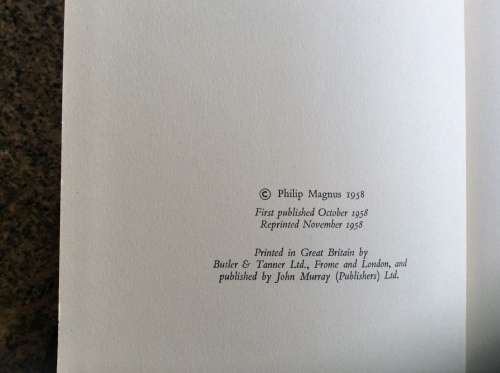 © Philip Magnus 1958
First published October 1958
Reprinted November 1958
Printed in Great Britain by
Butler & Tanner Ltd., Frome and London, and
published by John Murray (Publishers) Ltd.